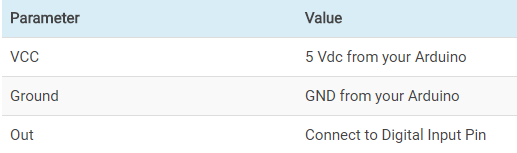 Parameter Value
VCC 5 Vdc from your Arduino
Ground GND from your Arduino
Out Connect to Digital Input Pin